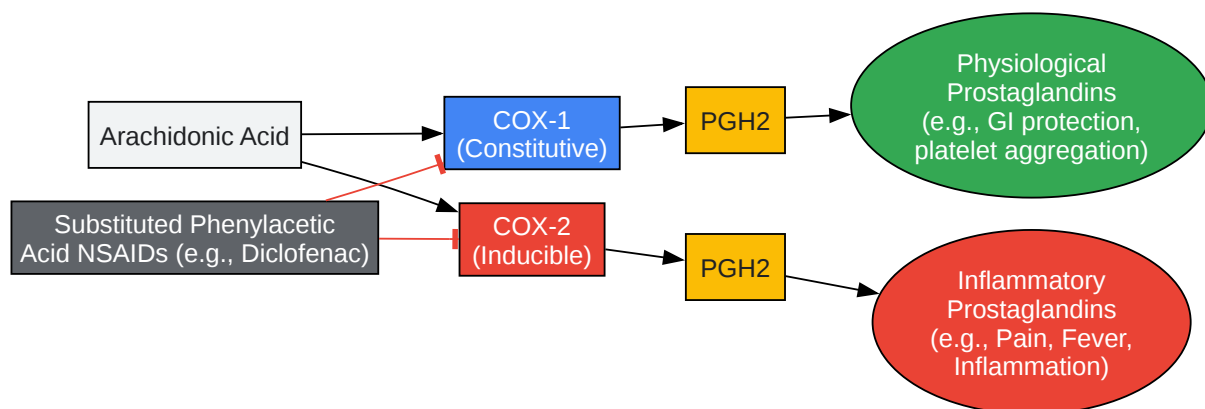 Arachidonic Acid
Substituted Phenylacetic
Acid NSAIDs (e.g., Diclofenac)
COX-1
(Constitutive)
COX-2
(Inducible)
PGH2
PGH2
Physiological
Prostaglandins
(e.g., GI protection,
platelet aggregation)
Inflammatory
Prostaglandins
(e.g., Pain, Fever,
Inflammation)